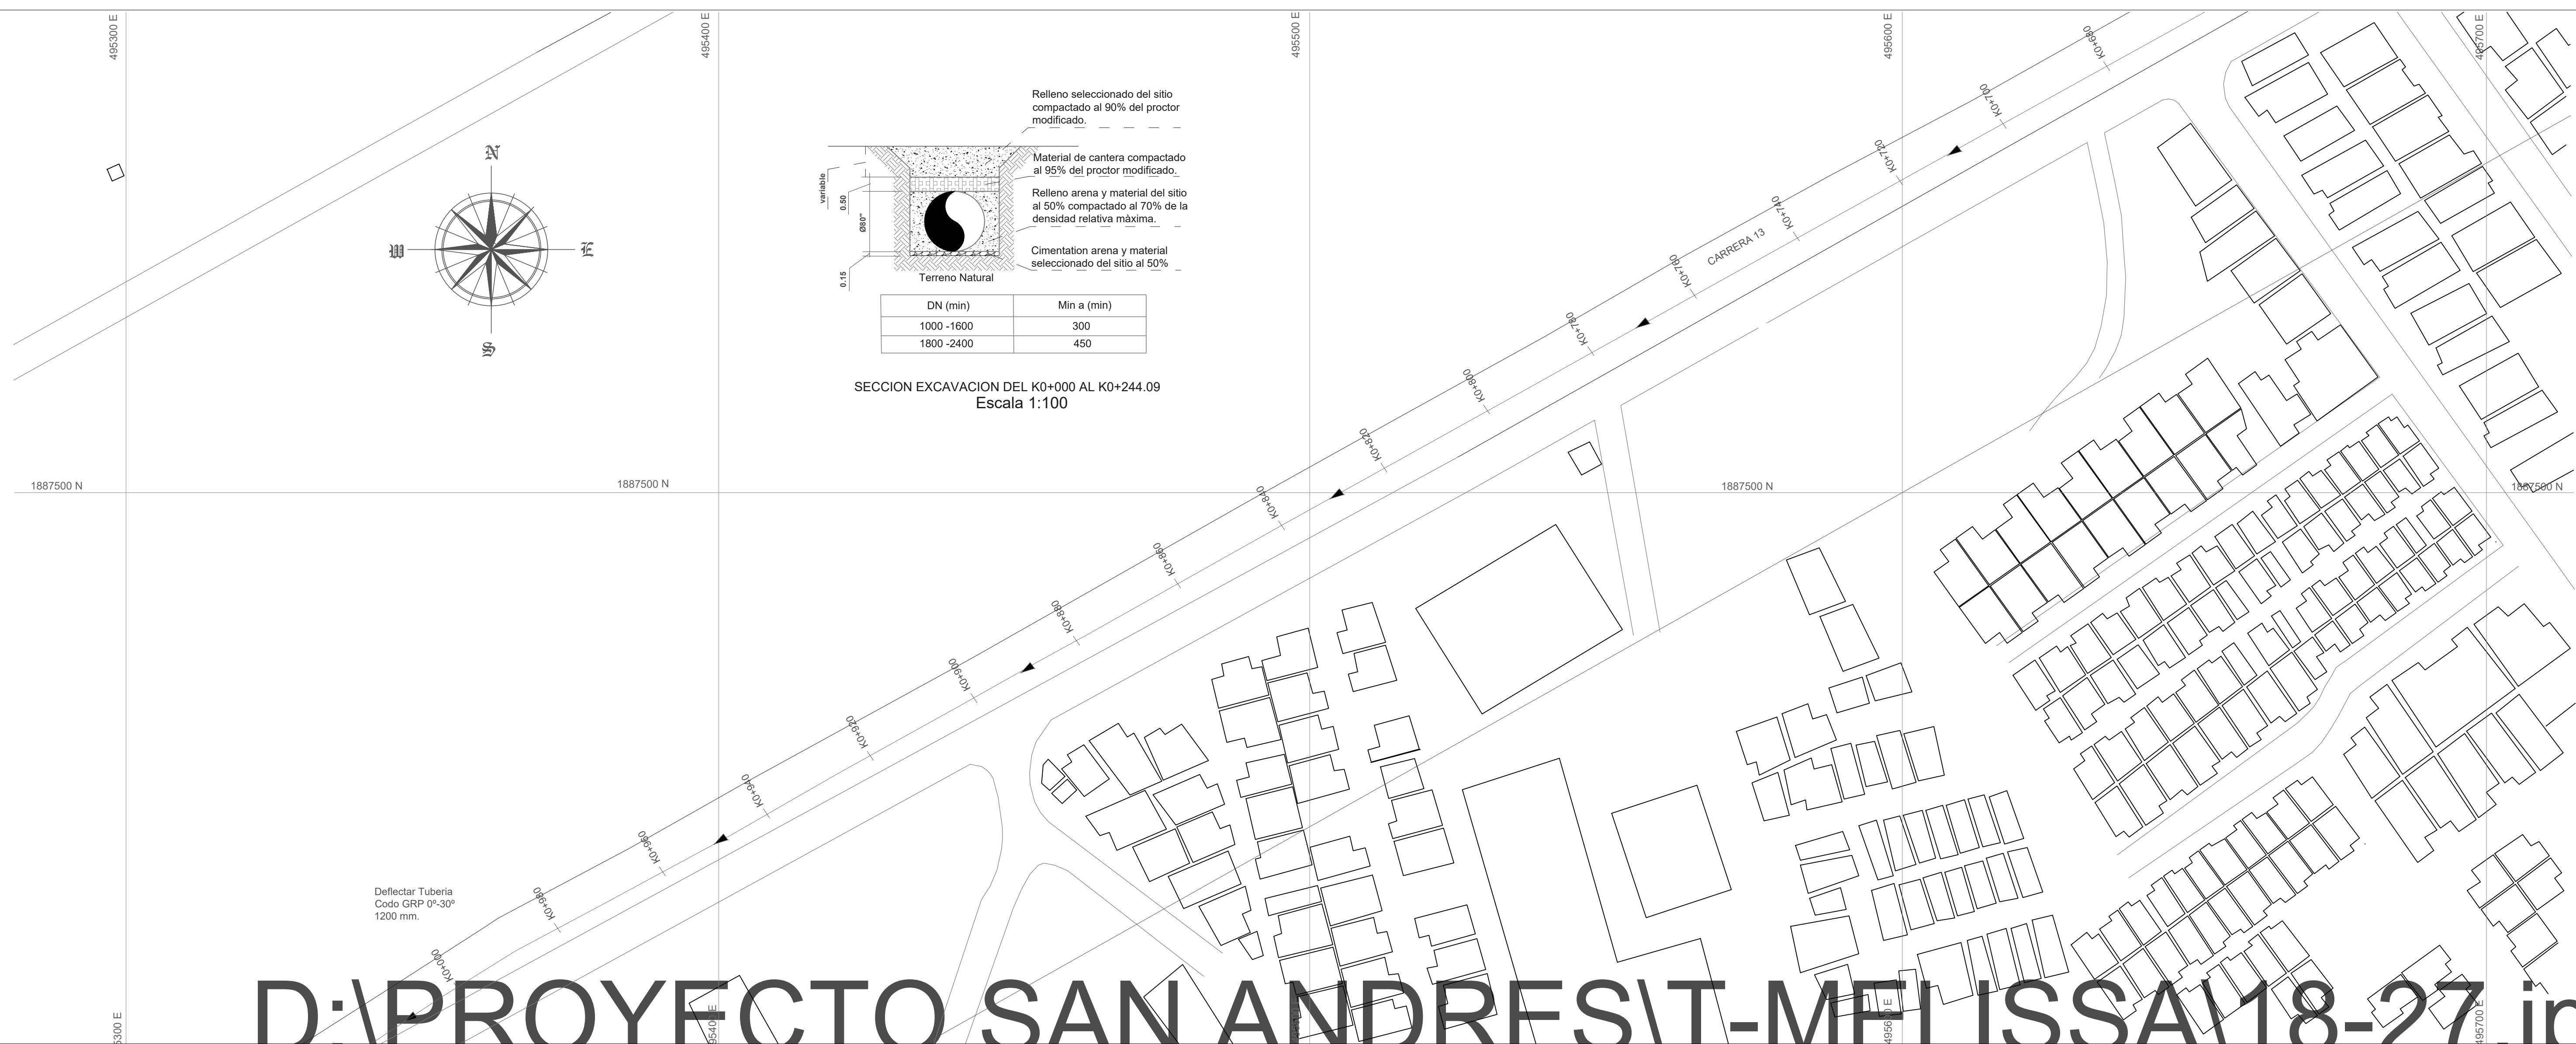 495300 E
495400 E
495500 E
495600 E
495700 E
K0+680
K0+700
K0+720
K0+740
CARRERA 13
K0+760
K0+780
K0+800
K0+820
K0+840
K0+860
K0+880
K0+900
K0+920
K0+940
K0+960
K0+980
K0+000
N
W
E
S
Relleno seleccionado del sitio
compactado al 90% del proctor
modificado.
Material de cantera compactado
al 95% del proctor modificado.
Relleno arena y material del sitio
al 50% compactado al 70% de la
densidad relativa màxima.
Cimentation arena y material
seleccionado del sitio al 50%
variable
0.50
Ø80"
0.15
Terreno Natural
DN (min) Min a (min)
1000 -1600 300
1800 -2400 450
SECCION EXCAVACION DEL K0+000 AL K0+244.09
Escala 1:100
1887500 N
1887500 N
1887500 N
1887500 N
Deflectar Tuberia
Codo GRP 0º-30º
1200 mm.
D:\PROYECTO SAN ANDRES\T-MELISSA\18-27.jp
5300 E
495600 E
495700 E